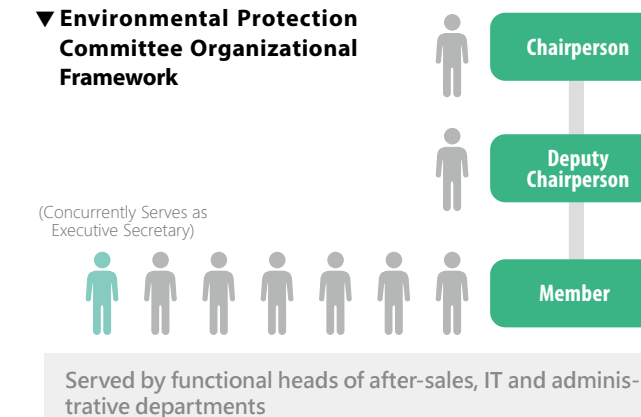 ▼ Environmental Protection
Committee Organizational
Framework
Chairperson
Deputy
Chairperson
(Concurrently Serves as
Executive Secretary)
Member
Served by functional heads of after-sales, IT and adminis-
trative departments